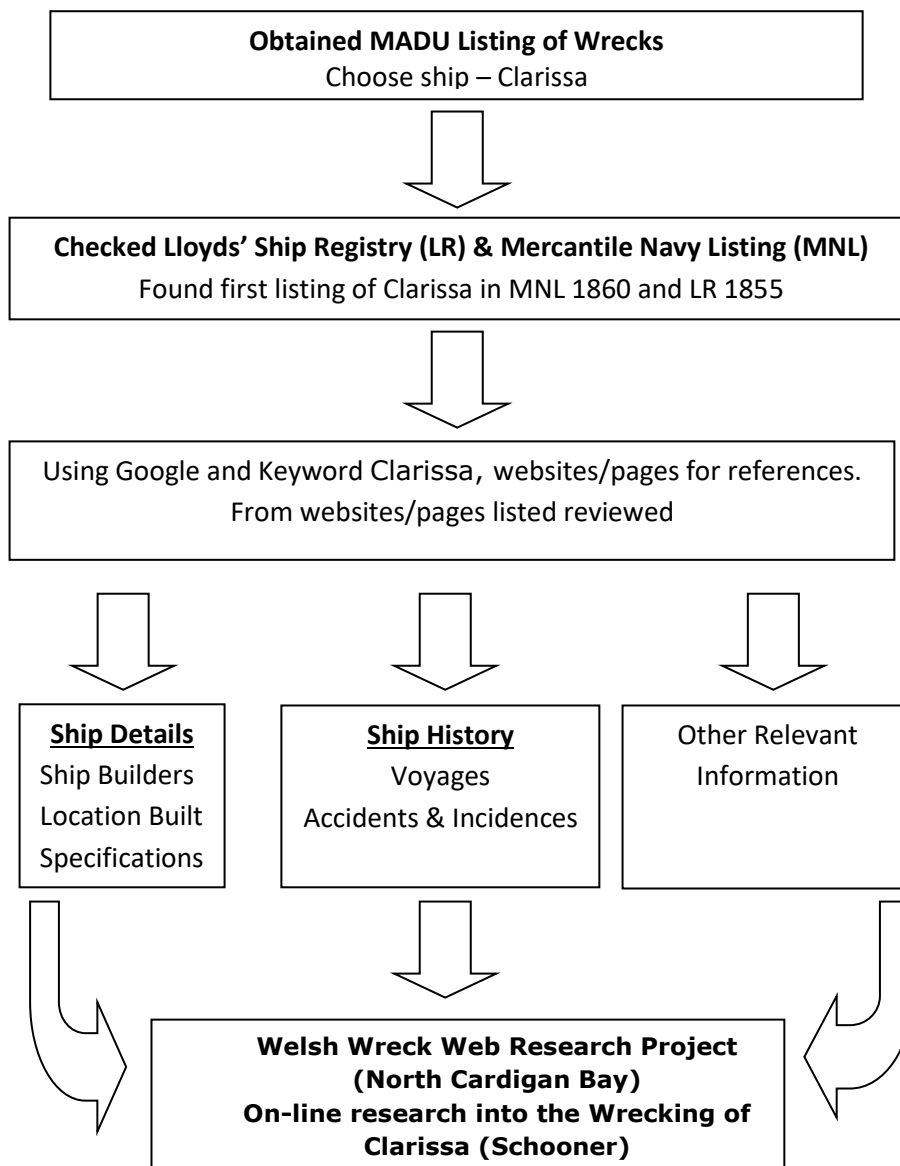 Obtained MADU Listing of Wrecks
Choose ship – Clarissa
Checked Lloyds’ Ship Registry (LR) & Mercantile Navy Listing (MNL)
Found first listing of Clarissa in MNL 1860 and LR 1855
Using Google and Keyword Clarissa, websites/pages for references.
From websites/pages listed reviewed
Ship Details
Ship Builders
Location Built
Specifications
Ship History
Voyages
Accidents & Incidences
Other Relevant
Information
Welsh Wreck Web Research Project
(North Cardigan Bay)
On-line research into the Wrecking of
Clarissa (Schooner)